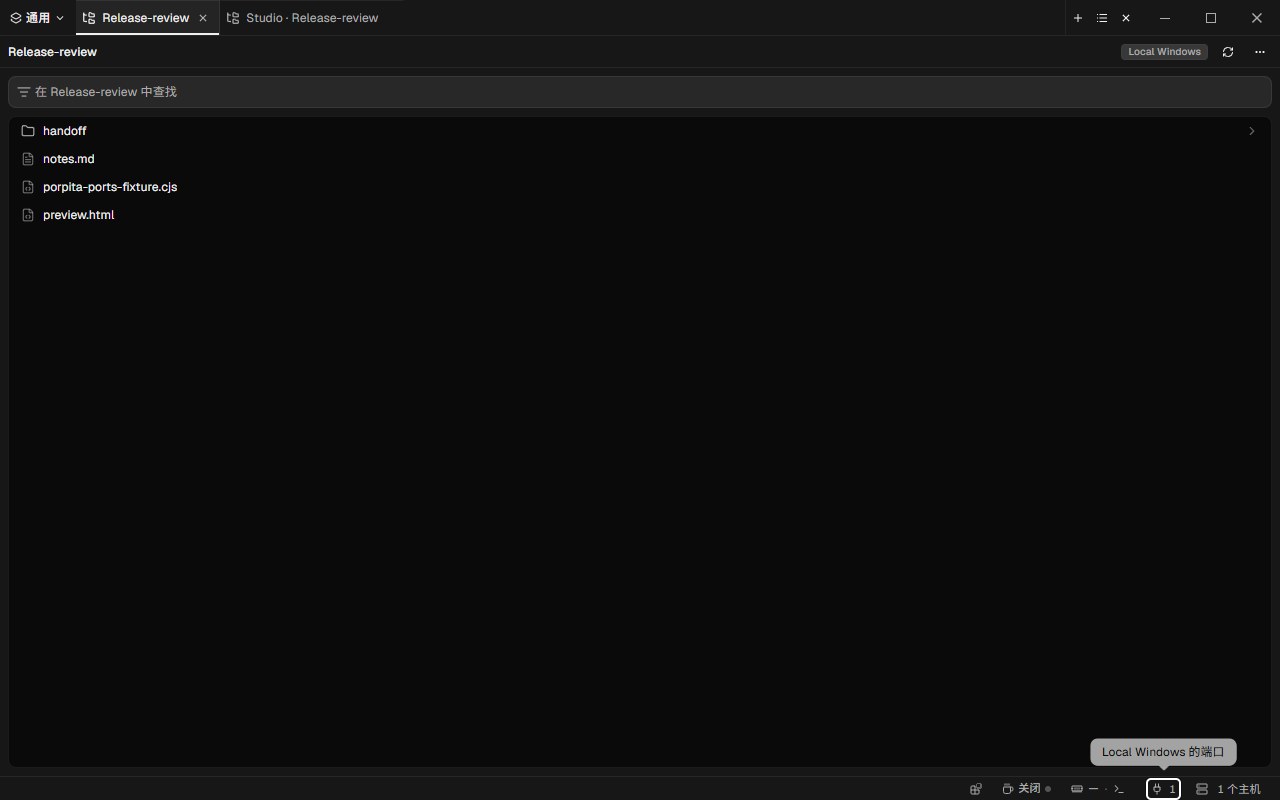 通用
Release-review
Studio · Release-review
Release-review
Local Windows
在 Release-review 中查找
handoff
notes.md
porpita-ports-fixture.cjs
preview.html
Local Windows 的端口
关闭
1
1 个主机